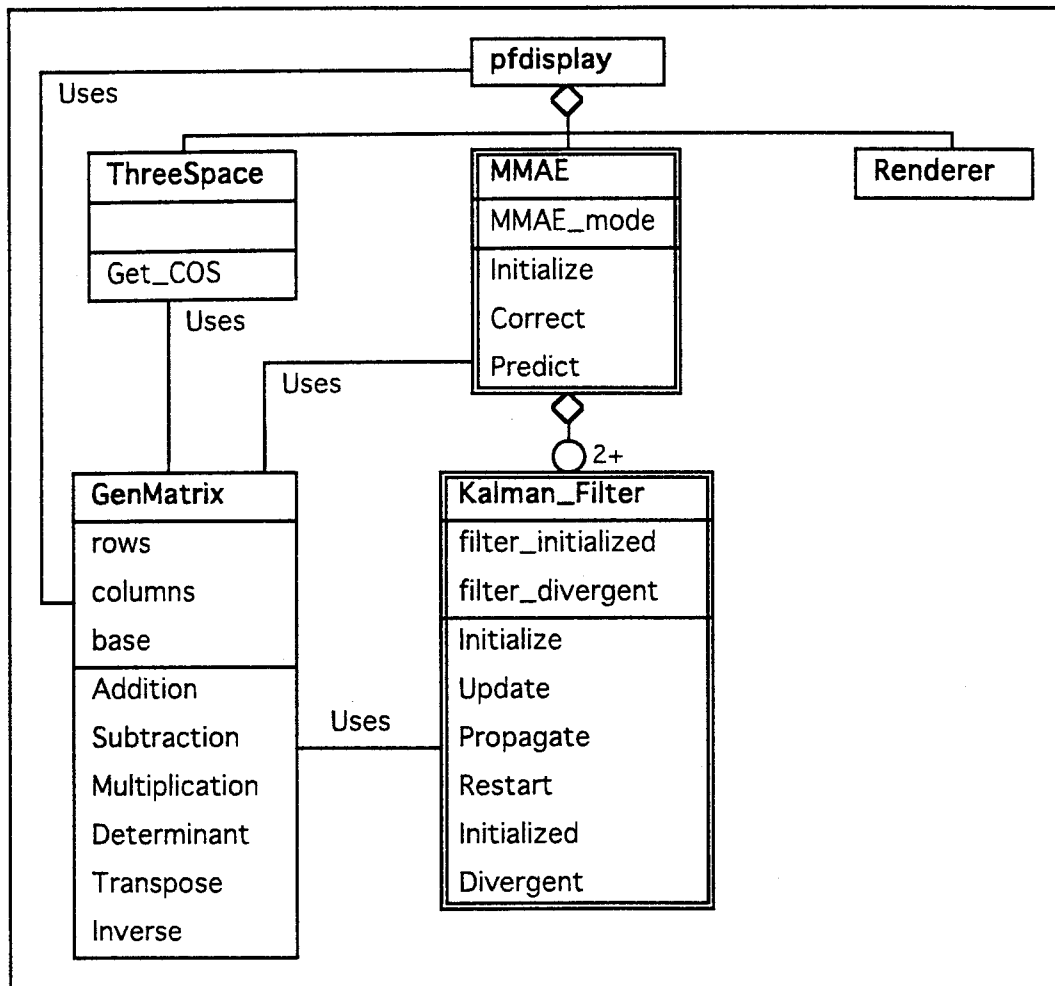 pfdisplay
Uses
ThreeSpace
Get_COS
Uses
MMAE
MMAE_mode
Initialize
Correct
Predict
Renderer
Uses
2+
GenMatrix
rows
columns
base
Addition
Subtraction
Multiplication
Determinant
Transpose
Inverse
Uses
Kalman_Filter
filter_initialized
filter_divergent
Initialize
Update
Propagate
Restart
Initialized
Divergent